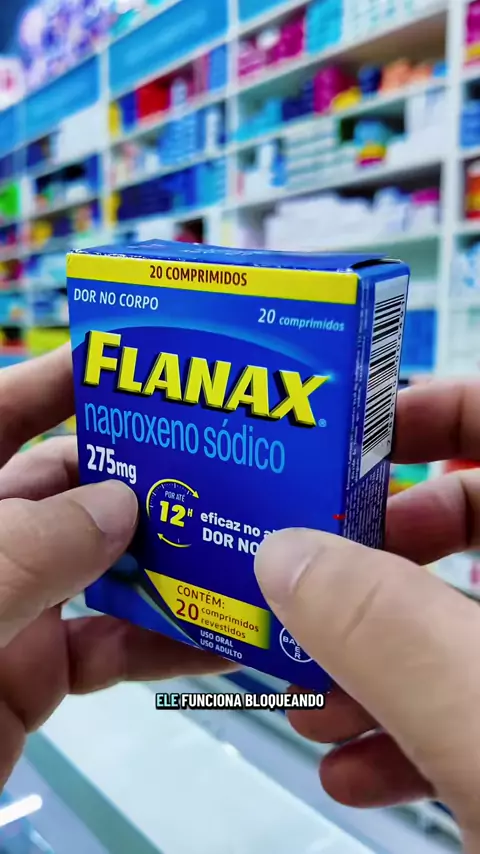 20 COMPRIMIDOS
DOR NO CORPO
20 comprimidos
FLANAX®
naproxeno sódico
275mg
POR ATÉ
12H
eficaz no
DOR NO
CONTÉM:
20 comprimidos
revestidos
USO ORAL
USO ADULTO
BAYER
ELE FUNCIONA BLOQUEANDO